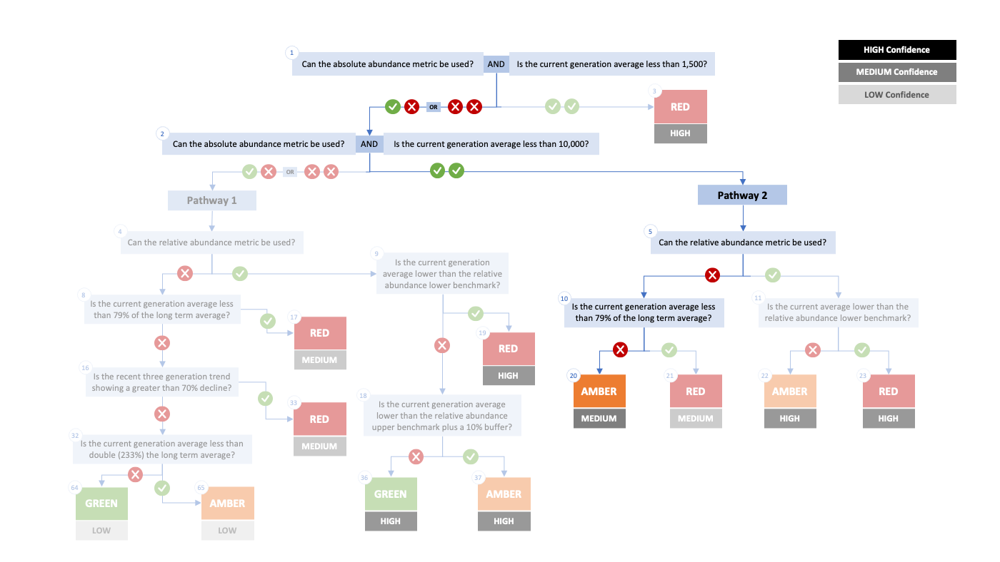 HIGH Confidence
MEDIUM Confidence
LOW Confidence
1
Can the absolute abundance metric be used?
AND
Is the current generation average less than 1,500?
OR
3
RED
HIGH
2
Can the absolute abundance metric be used?
AND
Is the current generation average less than 10,000?
OR
Pathway 1
Pathway 2
4
Can the relative abundance metric be used?
5
Can the relative abundance metric be used?
9
Is the current generation
average lower than the relative
abundance lower benchmark?
8
Is the current generation average less
than 79% of the long term average?
10
Is the current generation average less
than 79% of the long term average?
11
Is the current average lower than the
relative abundance lower benchmark?
17
RED
MEDIUM
19
RED
HIGH
16
Is the recent three generation trend
showing a greater than 70% decline?
20
AMBER
MEDIUM
21
RED
MEDIUM
22
AMBER
HIGH
23
RED
HIGH
18
Is the current generation average
lower than the relative abundance
upper benchmark plus a 10% buffer?
33
RED
MEDIUM
32
Is the current generation average less than
double (233%) the long term average?
64
GREEN
LOW
65
AMBER
LOW
36
GREEN
HIGH
37
AMBER
HIGH